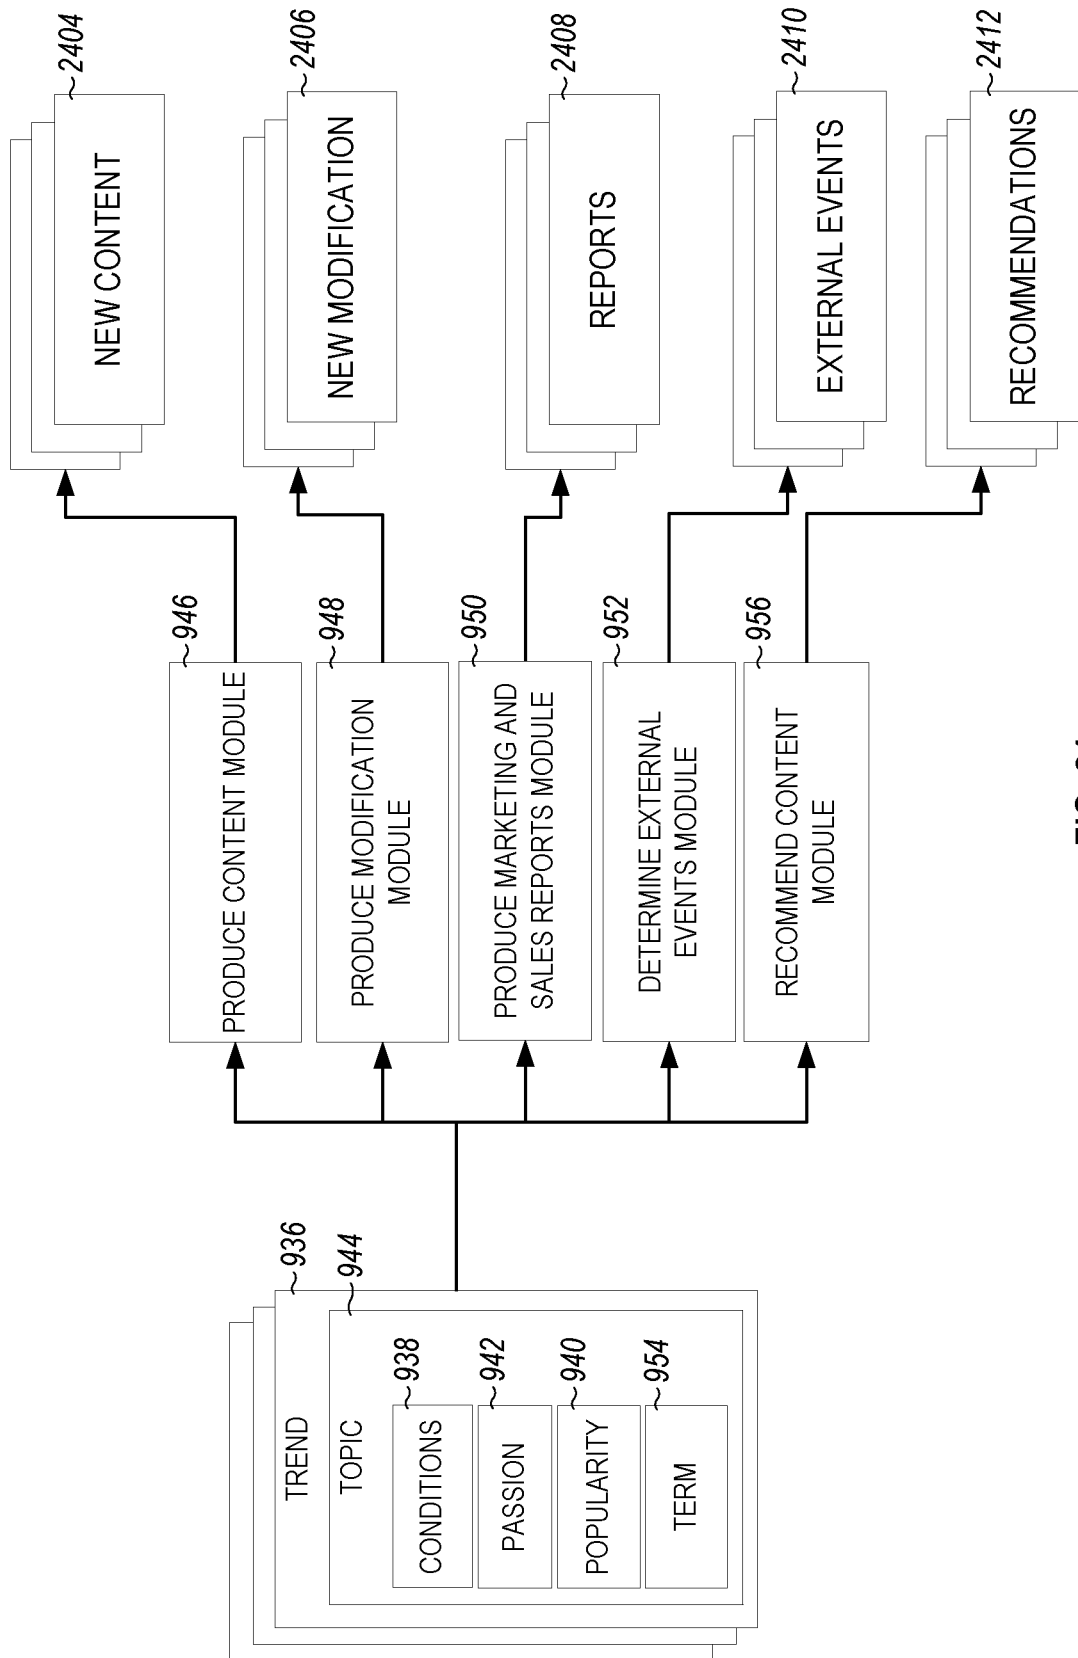 TREND
936
TOPIC
944
CONDITIONS
938
PASSION
942
POPULARITY
940
TERM
954
PRODUCE CONTENT MODULE
946
PRODUCE MODIFICATION
MODULE
948
PRODUCE MARKETING AND
SALES REPORTS MODULE
950
DETERMINE EXTERNAL
EVENTS MODULE
952
RECOMMEND CONTENT
MODULE
956
NEW CONTENT
2404
NEW MODIFICATION
2406
REPORTS
2408
EXTERNAL EVENTS
2410
RECOMMENDATIONS
2412